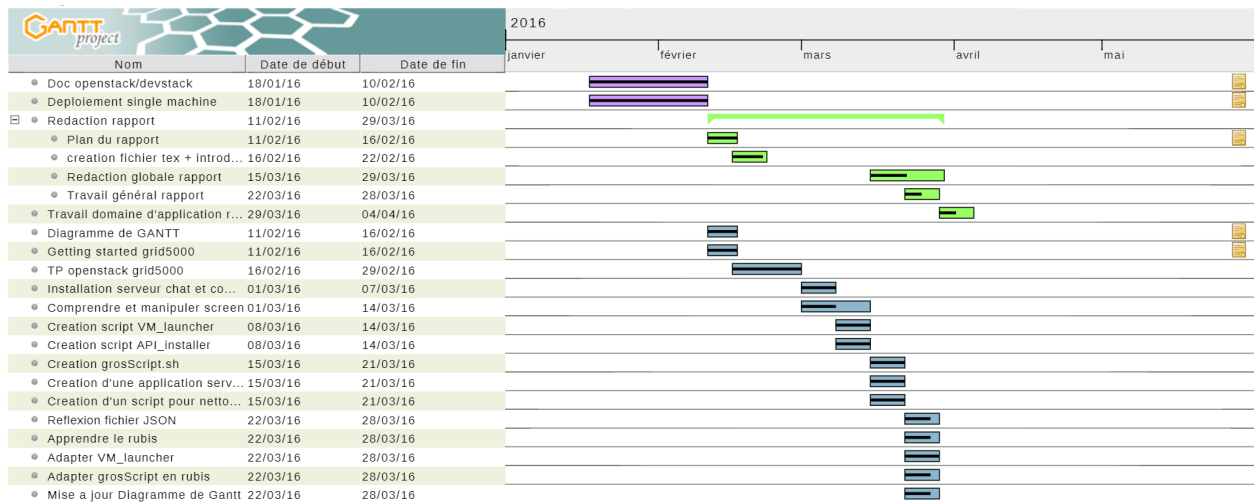 GANTT
project
2016
janvier février mars avril mai
Nom Date de début Date de fin
Doc openstack/devstack 18/01/16 10/02/16
Deploiement single machine 18/01/16 10/02/16
Redaction rapport 11/02/16 29/03/16
Plan du rapport 11/02/16 16/02/16
creation fichier tex + introd... 16/02/16 22/02/16
Redaction globale rapport 15/03/16 29/03/16
Travail général rapport 22/03/16 28/03/16
Travail domaine d'application r... 29/03/16 04/04/16
Diagramme de GANTT 11/02/16 16/02/16
Getting started grid5000 11/02/16 16/02/16
TP openstack grid5000 16/02/16 29/02/16
Installation serveur chat et co... 01/03/16 07/03/16
Comprendre et manipuler screen 01/03/16 14/03/16
Creation script VM_launcher 08/03/16 14/03/16
Creation script API_installer 08/03/16 14/03/16
Creation grosScript.sh 15/03/16 21/03/16
Creation d'une application serv... 15/03/16 21/03/16
Creation d'un script pour netto... 15/03/16 21/03/16
Reflexion fichier JSON 22/03/16 28/03/16
Apprendre le rubis 22/03/16 28/03/16
Adapter VM_launcher 22/03/16 28/03/16
Adapter grosScript en rubis 22/03/16 28/03/16
Mise a jour Diagramme de Gantt 22/03/16 28/03/16